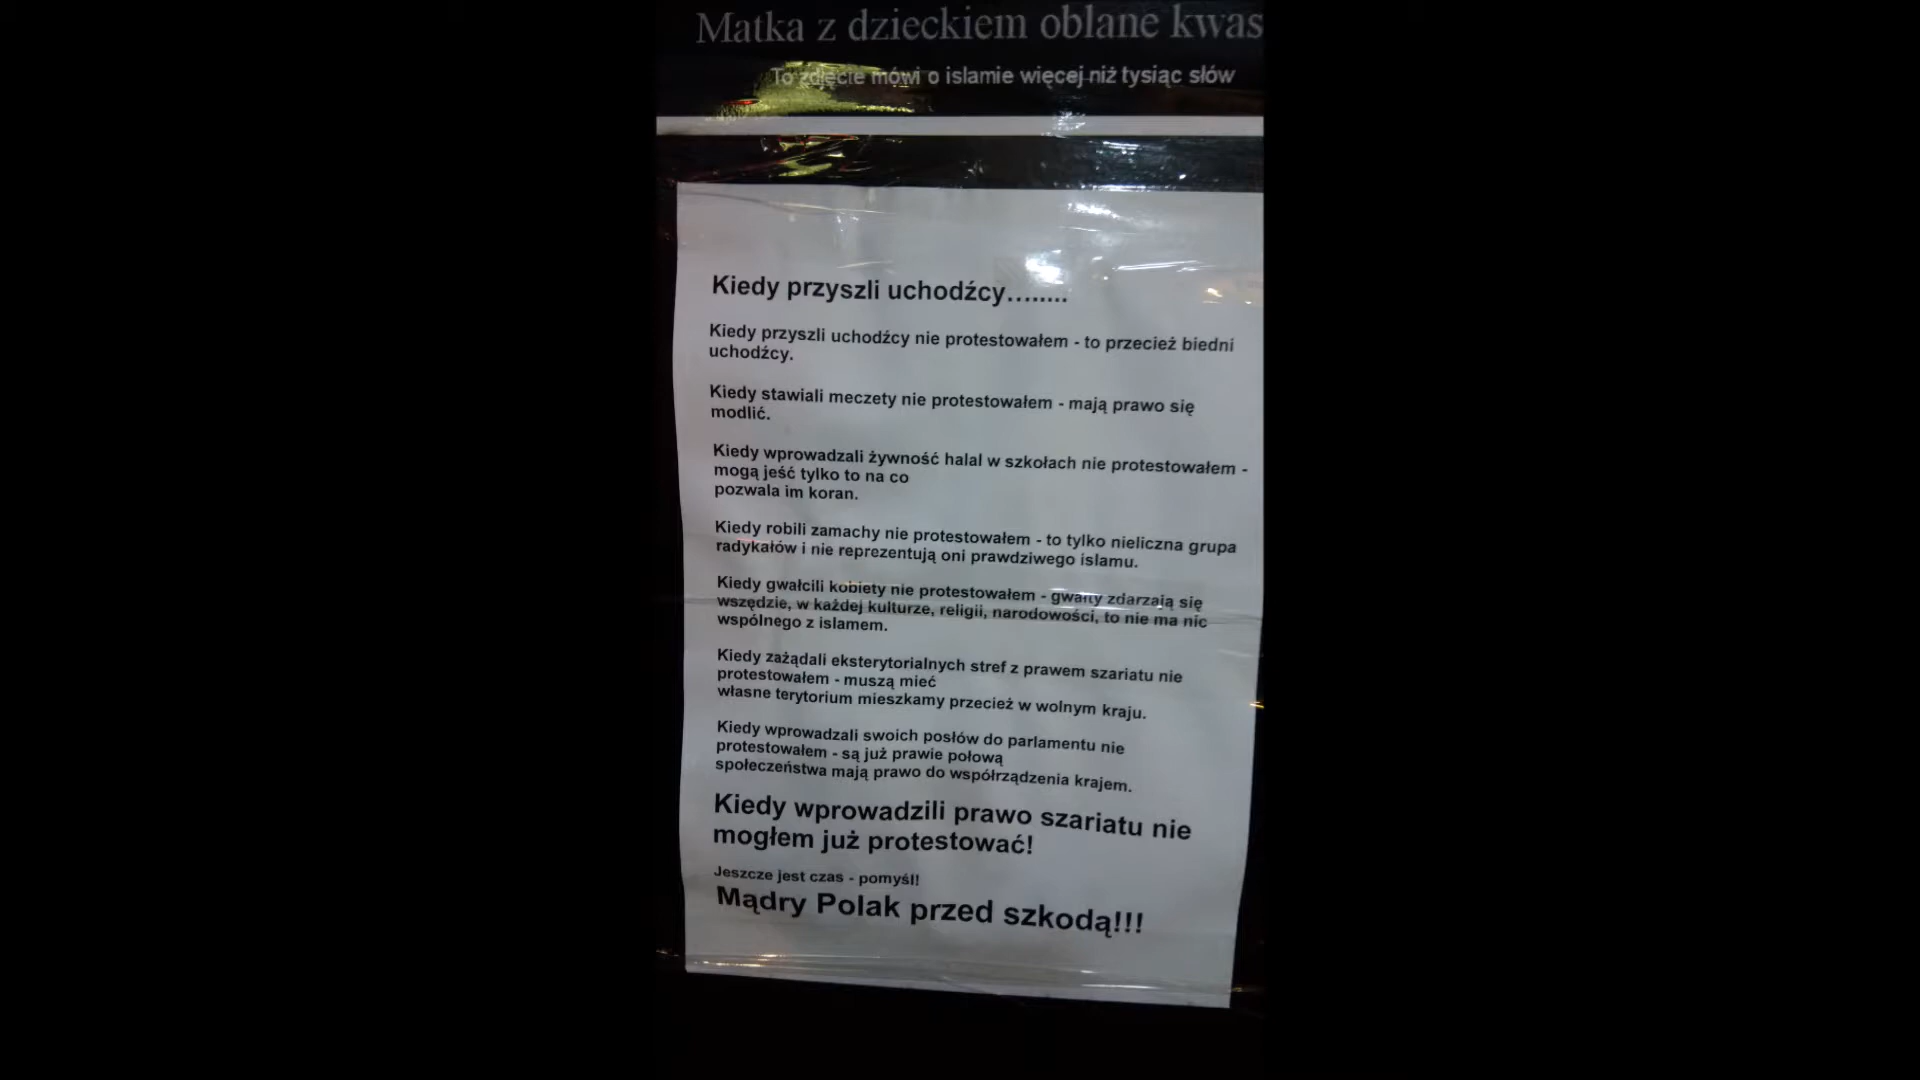 Matka z dzieckiem oblane kwas
To zdjęcie mówi o islamie więcej niż tysiąc słów
Kiedy przyszli uchodźcy........
Kiedy przyszli uchodźcy nie protestowałem - to przecież biedni
uchodźcy.
Kiedy stawiali meczety nie protestowałem - mają prawo się
modlić.
Kiedy wprowadzali żywność halal w szkołach nie protestowałem -
mogą jeść tylko to na co
pozwala im koran.
Kiedy robili zamachy nie protestowałem - to tylko nieliczna grupa
radykałów i nie reprezentują oni prawdziwego islamu.
Kiedy gwałcili kobiety nie protestowałem - gwałty zdarzają się
wszędzie, w każdej kulturze, religii, narodowości, to nie ma nic
wspólnego z islamem.
Kiedy zażądali eksterytorialnych stref z prawem szariatu nie
protestowałem - muszą mieć
własne terytorium mieszkamy przecież w wolnym kraju.
Kiedy wprowadzali swoich posłów do parlamentu nie
protestowałem - są już prawie połową
społeczeństwa mają prawo do współrządzenia krajem.
Kiedy wprowadzili prawo szariatu nie
mogłem już protestować!
Jeszcze jest czas - pomyśl!
Mądry Polak przed szkodą!!!